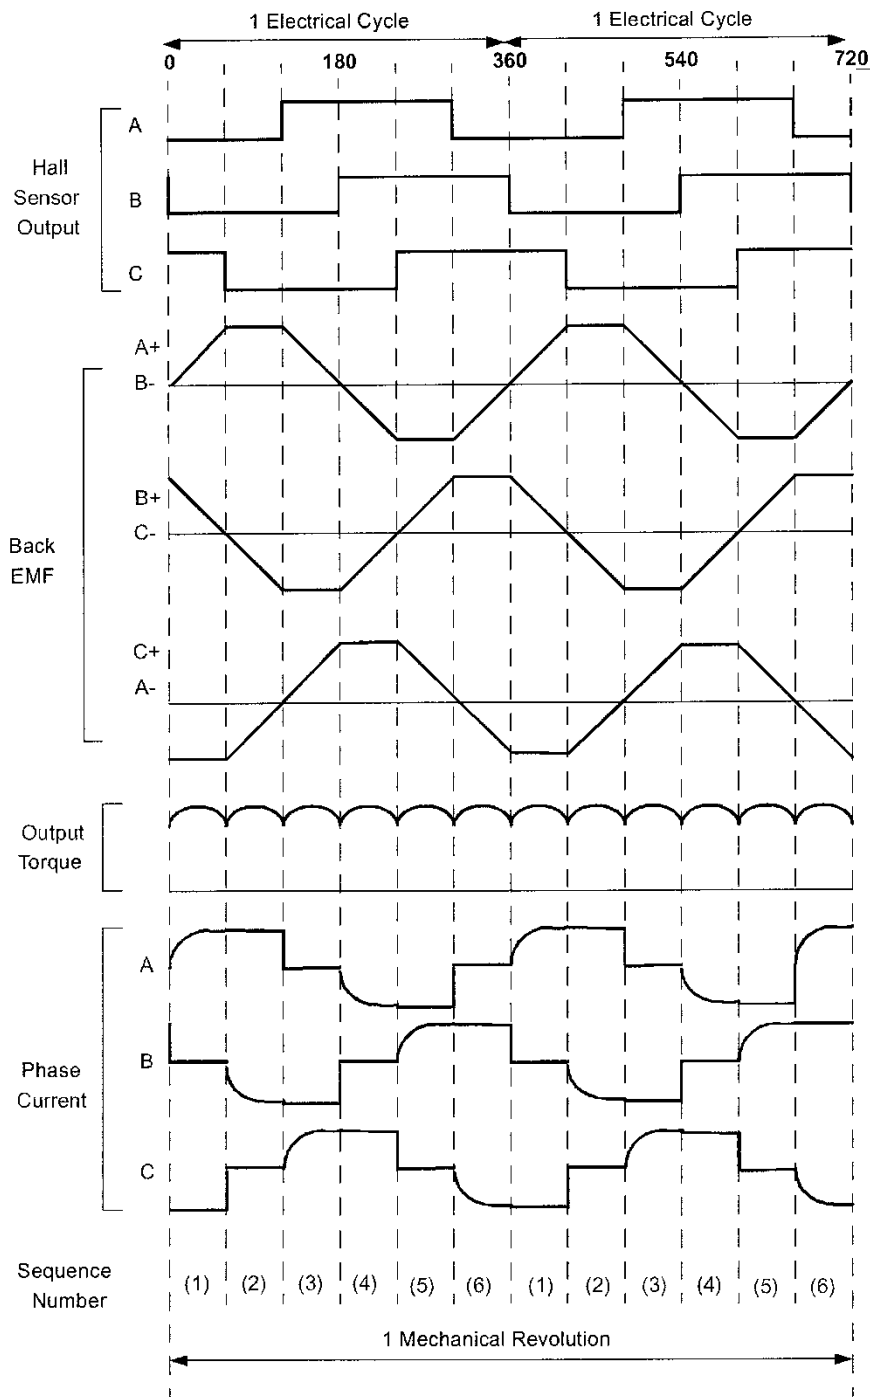 1 Electrical Cycle 1 Electrical Cycle
0 180 360 540 720
Hall
Sensor
Output
A
B
C
Back
EMF
A+
B-
B+
C-
C+
A-
Output
Torque
Phase
Current
A
B
C
Sequence
Number
(1) (2) (3) (4) (5) (6) (1) (2) (3) (4) (5) (6)
1 Mechanical Revolution